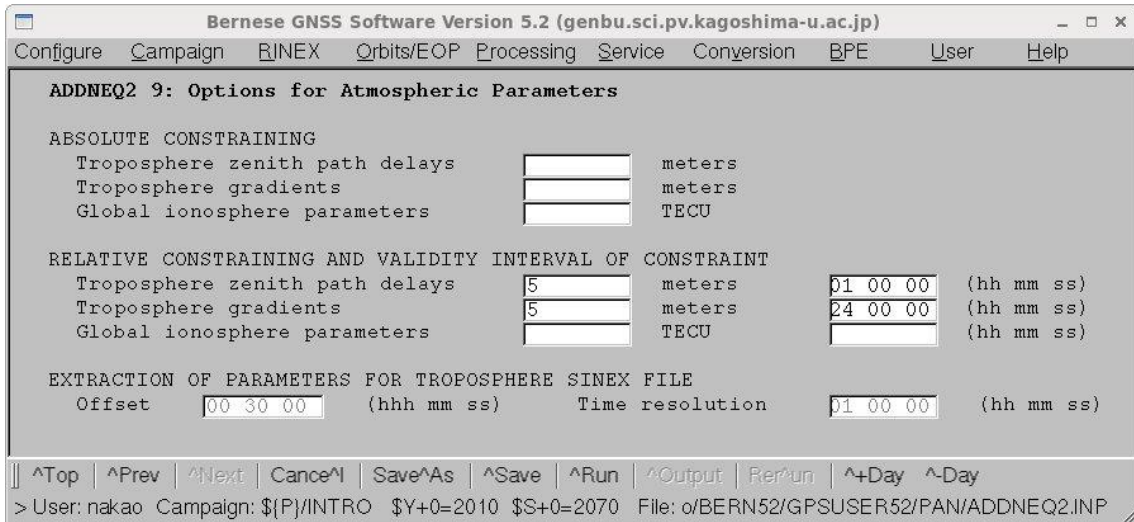 Bernese GNSS Software Version 5.2 (genbu.sci.pv.kagoshima-u.ac.jp)
Configure Campaign RINEX Orbits/EOP Processing Service Conversion BPE User Help
ADDNEQ2 9: Options for Atmospheric Parameters
ABSOLUTE CONSTRAINING
Troposphere zenith path delays meters
Troposphere gradients meters
Global ionosphere parameters TECU
RELATIVE CONSTRAINING AND VALIDITY INTERVAL OF CONSTRAINT
Troposphere zenith path delays 5 meters 01 00 00 (hh mm ss)
Troposphere gradients 5 meters 24 00 00 (hh mm ss)
Global ionosphere parameters TECU (hh mm ss)
EXTRACTION OF PARAMETERS FOR TROPOSPHERE SINEX FILE
Offset 00 30 00 (hhh mm ss) Time resolution 01 00 00 (hh mm ss)
^Top | ^Prev | ^Next | Cance^l | Save^As | ^Save | ^Run | ^Output | Rer^un | ^+Day ^-Day
> User: nakao Campaign: ${P}/INTRO $Y+0=2010 $S+0=2070 File: o/BERN52/GPSUSER52/PAN/ADDNEQ2.INP